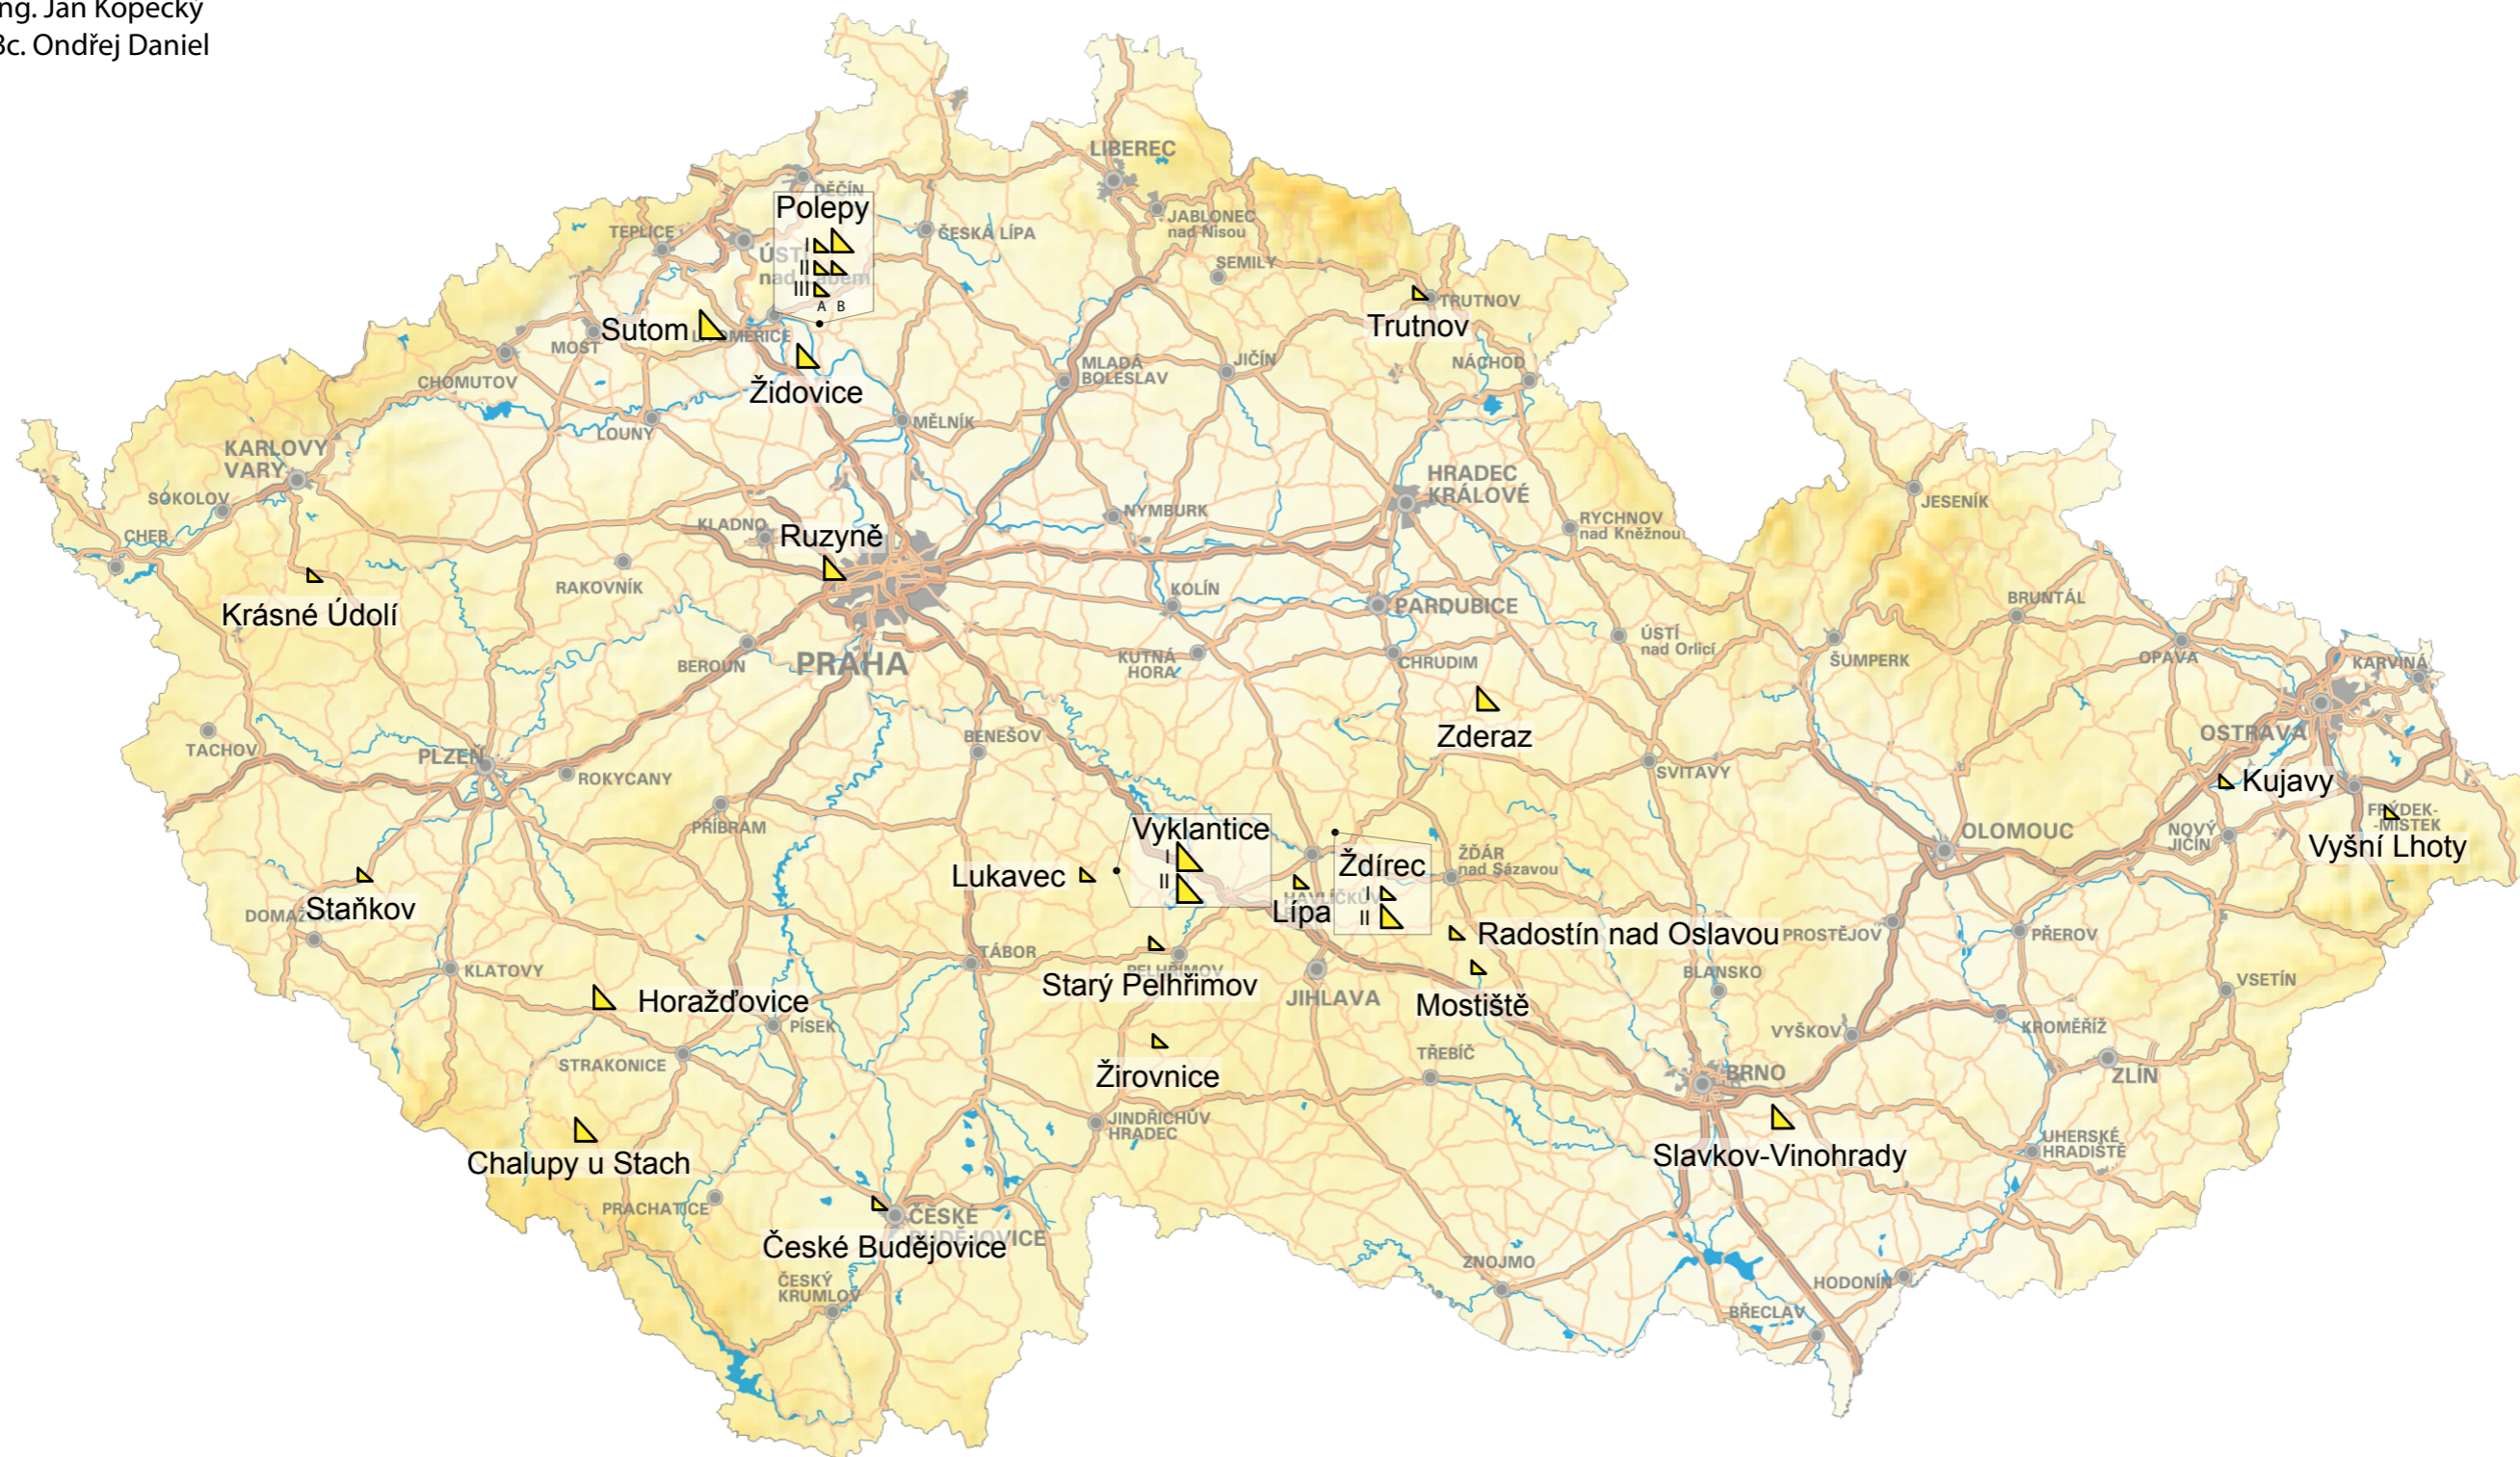 ng. Jan Kopecký
Bc. Ondřej Daniel
LIBEREC
DĚČÍN
Polepy
I
II
III
A B
TEPLICE
ÚSTÍ
nad Labem
ČESKÁ LÍPA
JABLONEC
nad Nisou
SEMILY
TRUTNOV
Trutnov
Sutom
LITOMĚŘICE
MOST
Židovice
CHOMUTOV
MLADÁ
BOLESLAV
JIČÍN
NÁCHOD
LOUNY
MĚLNÍK
KARLOVY
VARY
SOKOLOV
CHEB
HRADEC
KRÁLOVÉ
JESENÍK
KLADNO
Ruzyně
NYMBURK
RYCHNOV
nad Kněžnou
RAKOVNÍK
Krásné Údolí
KOLÍN
PARDUBICE
BRUNTÁL
BEROUN
PRAHA
KUTNÁ
HORA
CHRUDIM
ÚSTÍ
nad Orlicí
ŠUMPERK
OPAVA
KARVINÁ
Zderaz
OSTRAVA
TACHOV
PLZEŇ
ROKYCANY
BENEŠOV
SVITAVY
Kujavy
PŘÍBRAM
FRÝDEK-
-MÍSTEK
Vyšní Lhoty
NOVÝ
JIČÍN
OLOMOUC
Vyklantice
I
II
Lukavec
Ždírec
I
II
ŽĎÁR
nad Sázavou
HAVLÍČKŮV
Lípa
Staňkov
DOMAŽLICE
Radostín nad Oslavou
PROSTĚJOV
PŘEROV
KLATOVY
TÁBOR
PELHŘIMOV
Starý Pelhřimov
JIHLAVA
Mostiště
BLANSKO
VSETÍN
Horažďovice
PÍSEK
VYŠKOV
KROMĚŘÍŽ
STRAKONICE
Žirovnice
TŘEBÍČ
BRNO
ZLÍN
Chalupy u Stach
JINDŘICHŮV
HRADEC
Slavkov-Vinohrady
UHERSKÉ
HRADIŠTĚ
PRACHATICE
ČESKÉ
BUDĚJOVICE
České Budějovice
ČESKÝ
KRUMLOV
ZNOJMO
HODONÍN
BŘECLAV